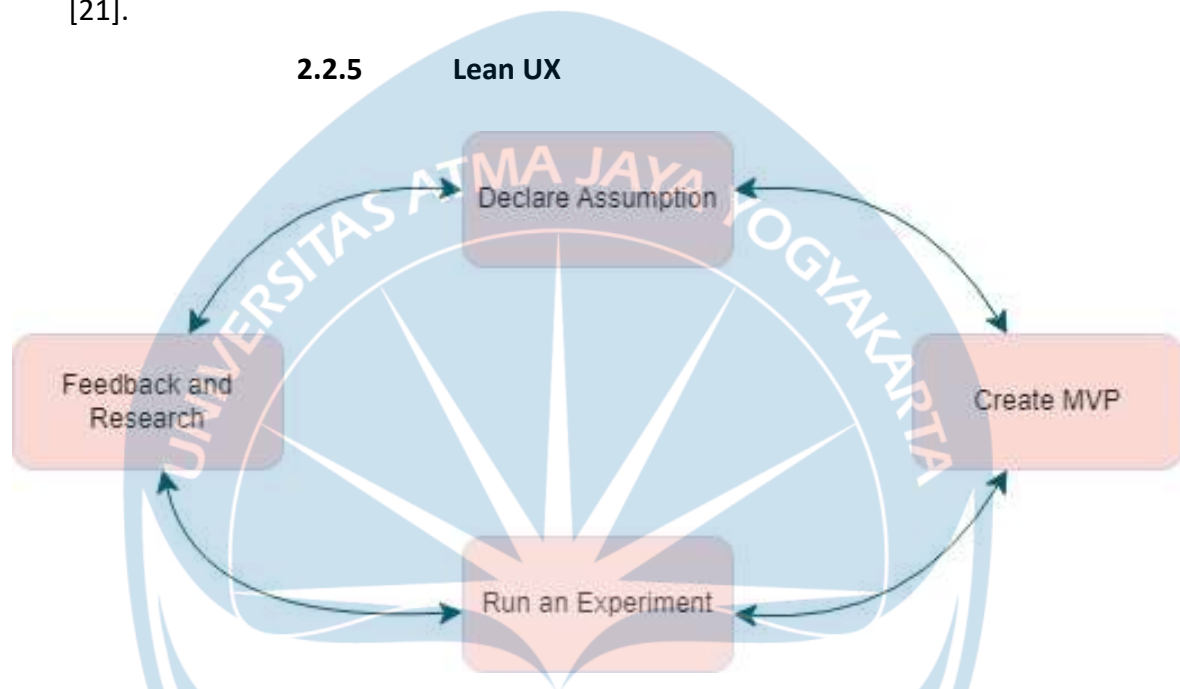 [21].
2.2.5 Lean UX
UNIVERSITAS ATMA JAYA YOGYAKARTA
Declare Assumption
Feedback and
Research
Create MVP
Run an Experiment